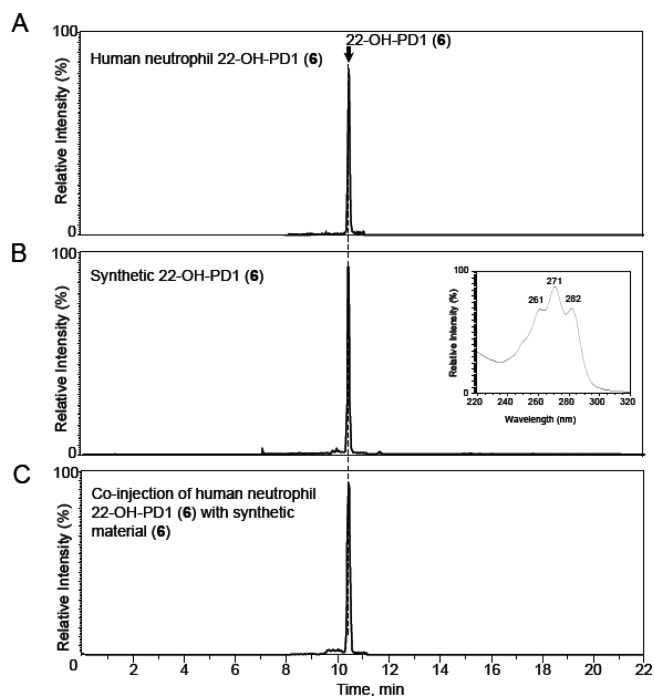 A
100
22-OH-PD1 (6)
Human neutrophil 22-OH-PD1 (6)
Relative Intensity (%)
0
B
100
Synthetic 22-OH-PD1 (6)
Relative Intensity (%)
0
100
271
261
282
Relative Intensity (%)
0
220 240 260 280 300 320
Wavelength (nm)
C
100
Co-injection of human neutrophil
22-OH-PD1 (6) with synthetic
material (6)
Relative Intensity (%)
0
0 2 4 6 8 10 12 14 16 18 20 22
Time, min